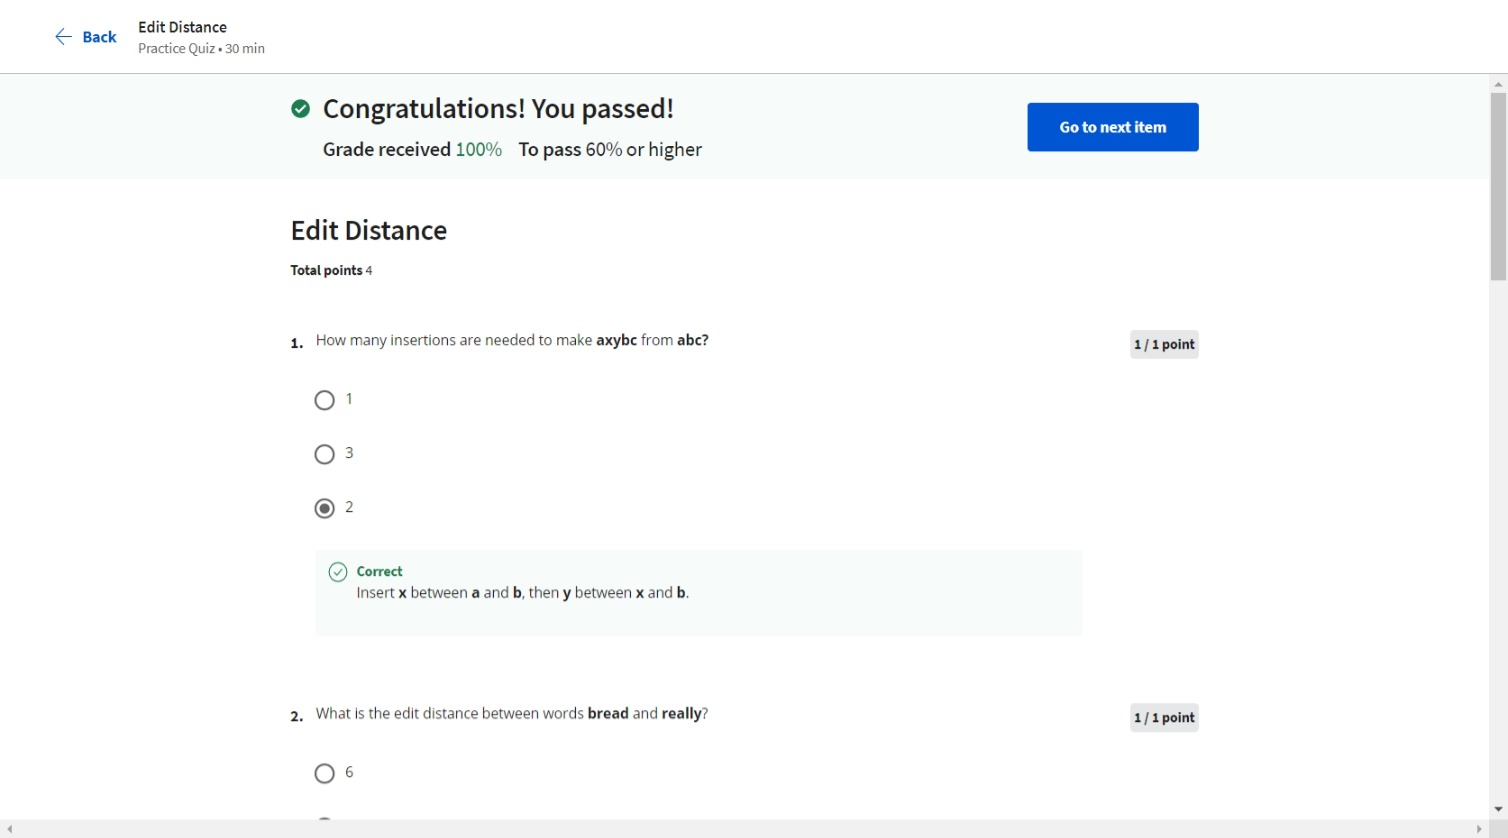 Back
Edit Distance
Practice Quiz • 30 min
Congratulations! You passed!
Grade received 100% To pass 60% or higher
Go to next item
Edit Distance
Total points 4
1. How many insertions are needed to make axybc from abc?
1 / 1 point
1
3
2
Correct
Insert x between a and b, then y between x and b.
2. What is the edit distance between words bread and really?
1 / 1 point
6